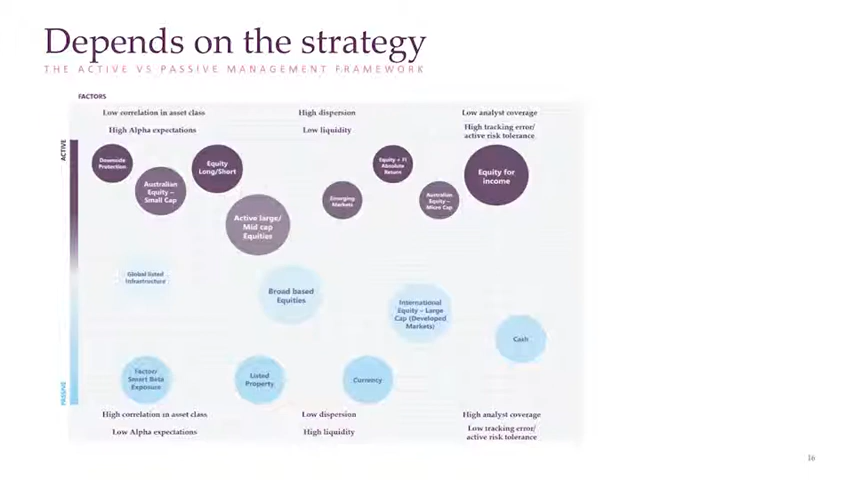 Depends on the strategy
THE ACTIVE VS PASSIVE MANAGEMENT FRAMEWORK
FACTORS
Low correlation in asset class
High dispersion
Low analyst coverage
High Alpha expectations
Low liquidity
High tracking error/
active risk tolerance
ACTIVE
Downside
Protection
Equity
Long/Short
Equity + FI
Absolute
Return
Equity for
income
Australian
Equity –
Small Cap
Emerging
Markets
Australian
Equity –
Micro Cap
Active large/
Mid cap
Equities
Global listed
Infrastructure
Broad based
Equities
International
Equity – Large
Cap (Developed
Markets)
Cash
Factor/
Smart Beta
Exposure
Listed
Property
Currency
PASSIVE
High correlation in asset class
Low dispersion
High analyst coverage
Low Alpha expectations
High liquidity
Low tracking error/
active risk tolerance
16